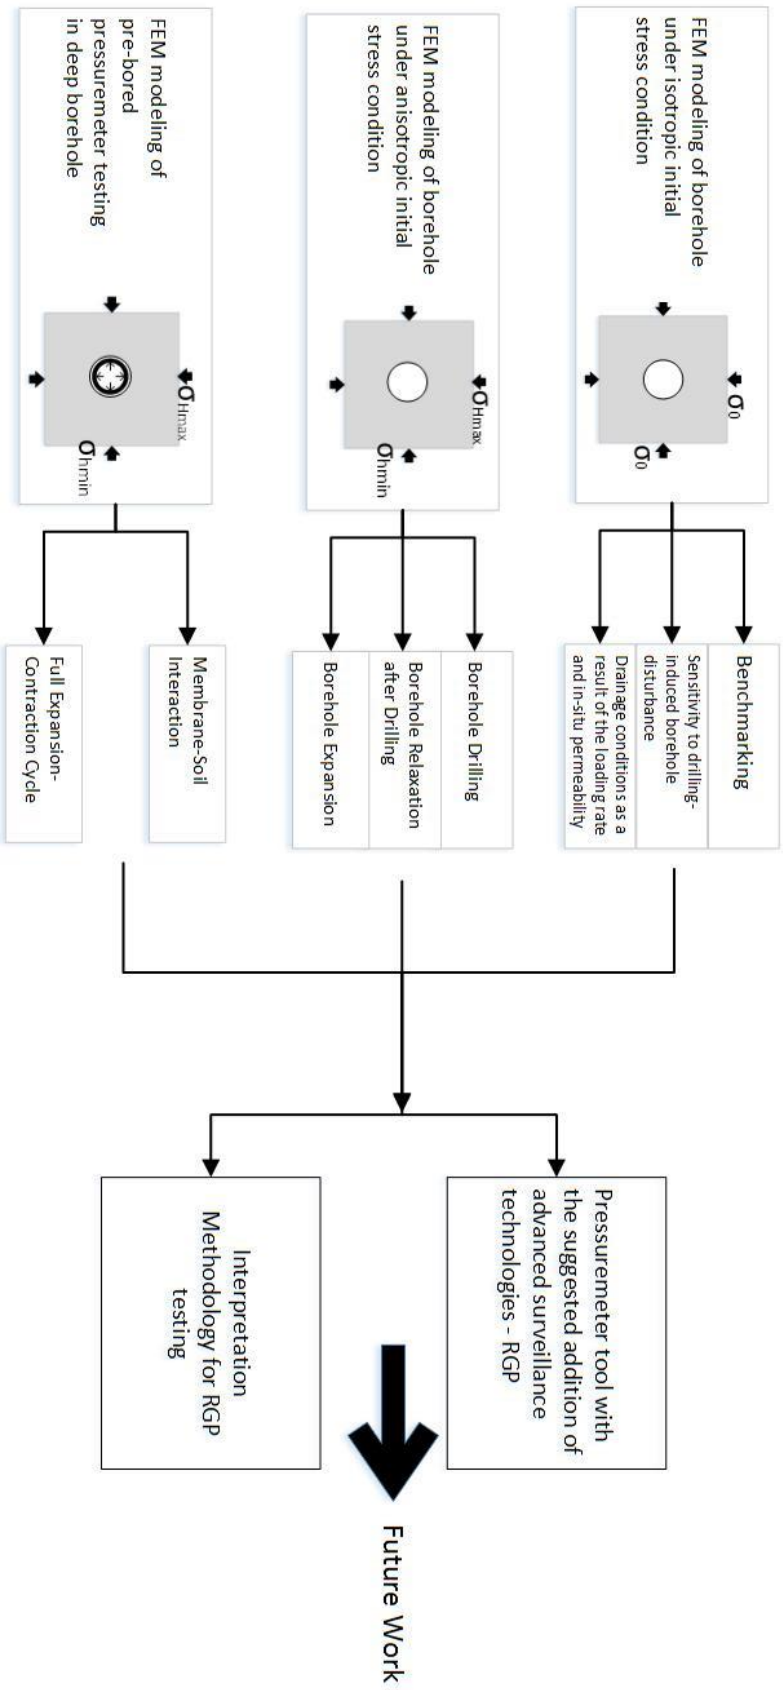 FEM modeling of borehole
under isotropic initial
stress condition
σ0
σ0
Benchmarking
Sensitivity to drilling-
induced borehole
disturbance
Drainage conditions as a
result of the loading rate
and in-situ permeability
FEM modeling of borehole
under anisotropic initial
stress condition
σHmax
σhmin
Borehole Drilling
Borehole Relaxation
after Drilling
Borehole Expansion
FEM modeling of
pre-bored
pressuremeter testing
in deep borehole
σHmax
σhmin
Membrane-Soil
Interaction
Full Expansion-
Contraction Cycle
Pressuremeter tool with
the suggested addition of
advanced surveillance
technologies - RGP
Interpretation
Methodology for RGP
testing
Future Work